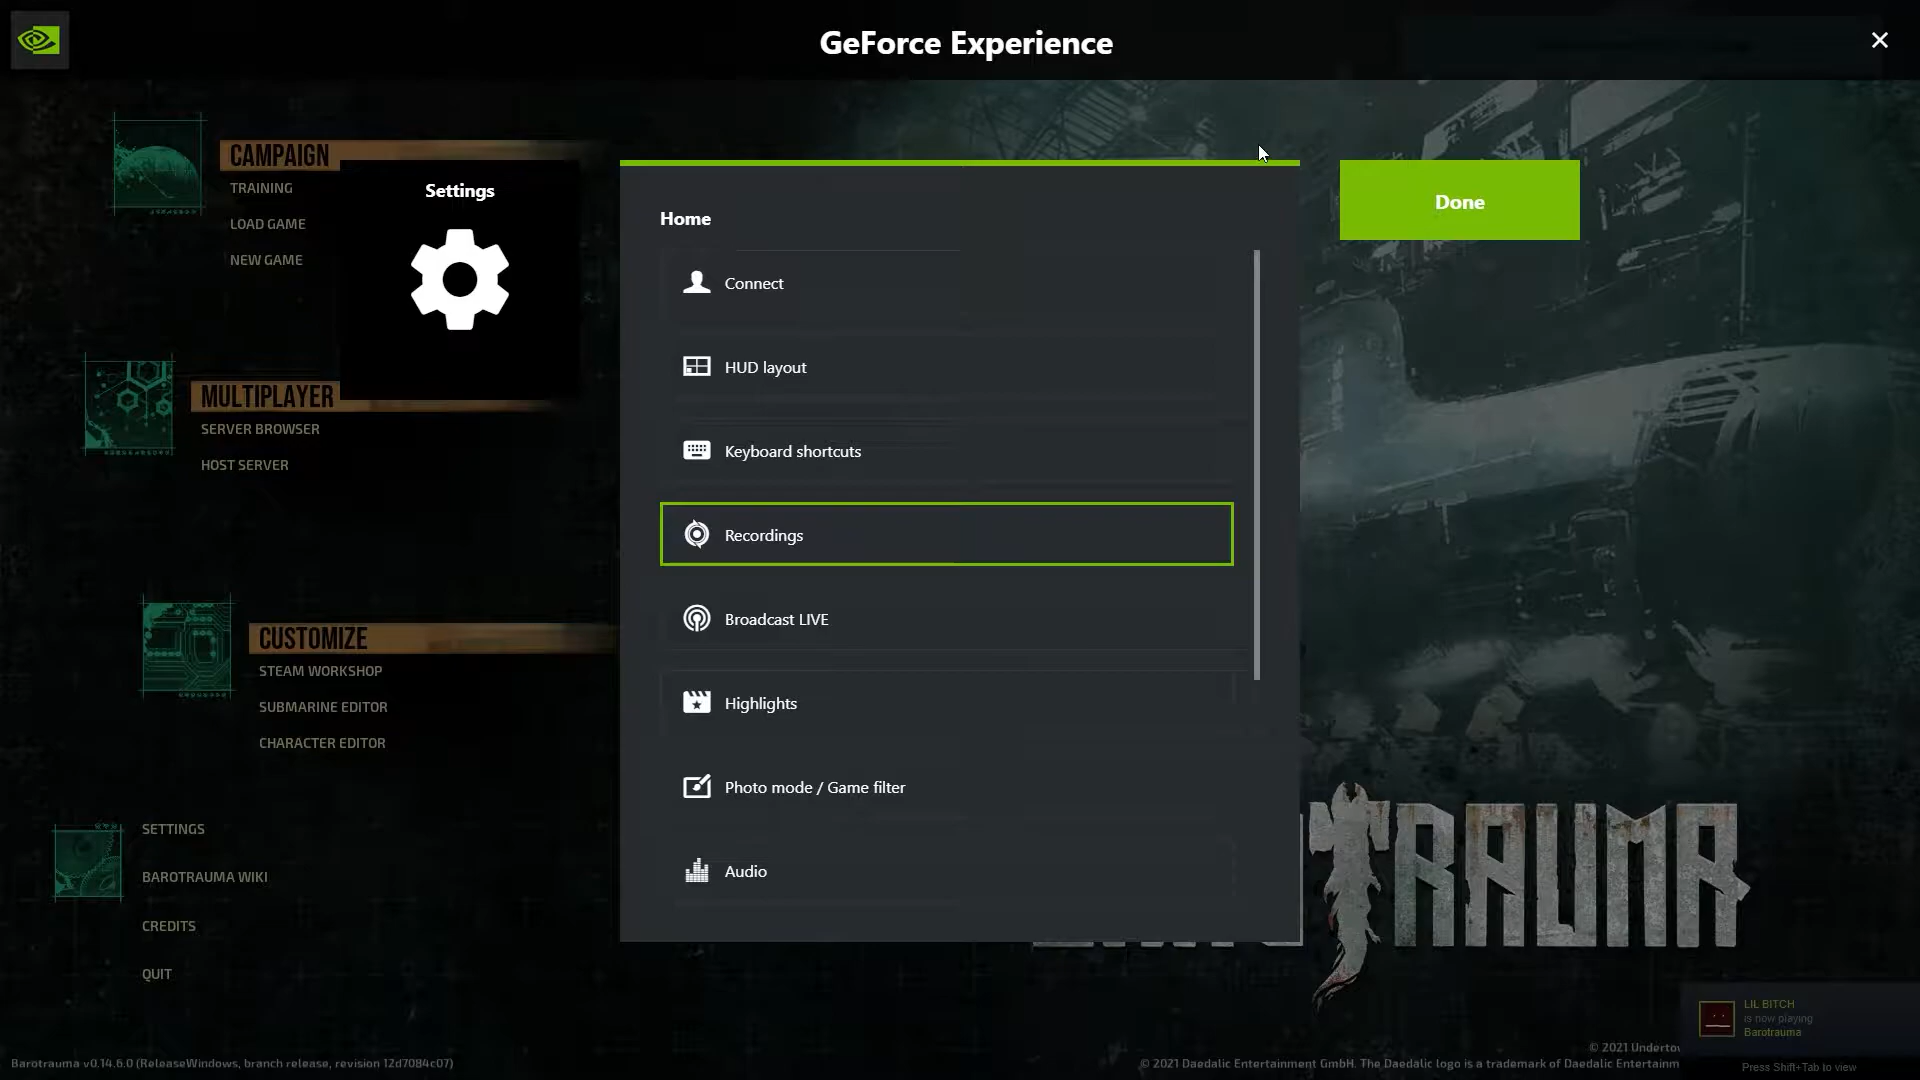 GeForce Experience
CAMPAIGN
TRAINING
LOAD GAME
NEW GAME
MULTIPLAYER
SERVER BROWSER
HOST SERVER
CUSTOMIZE
STEAM WORKSHOP
SUBMARINE EDITOR
CHARACTER EDITOR
SETTINGS
BAROTRAUMA WIKI
CREDITS
QUIT
Settings
Home
Connect
HUD layout
Keyboard shortcuts
Recordings
Broadcast LIVE
Highlights
Photo mode / Game filter
Audio
Done
TRAUMA
LIL BITCH
is now playing
Barotrauma
Press Shift+Tab to view
Barotrauma v0.14.6.0 (ReleaseWindows, branch release, revision 12d7084c07)
© 2021 Undertow
© 2021 Daedalic Entertainment GmbH. The Daedalic logo is a trademark of Daedalic Entertainm